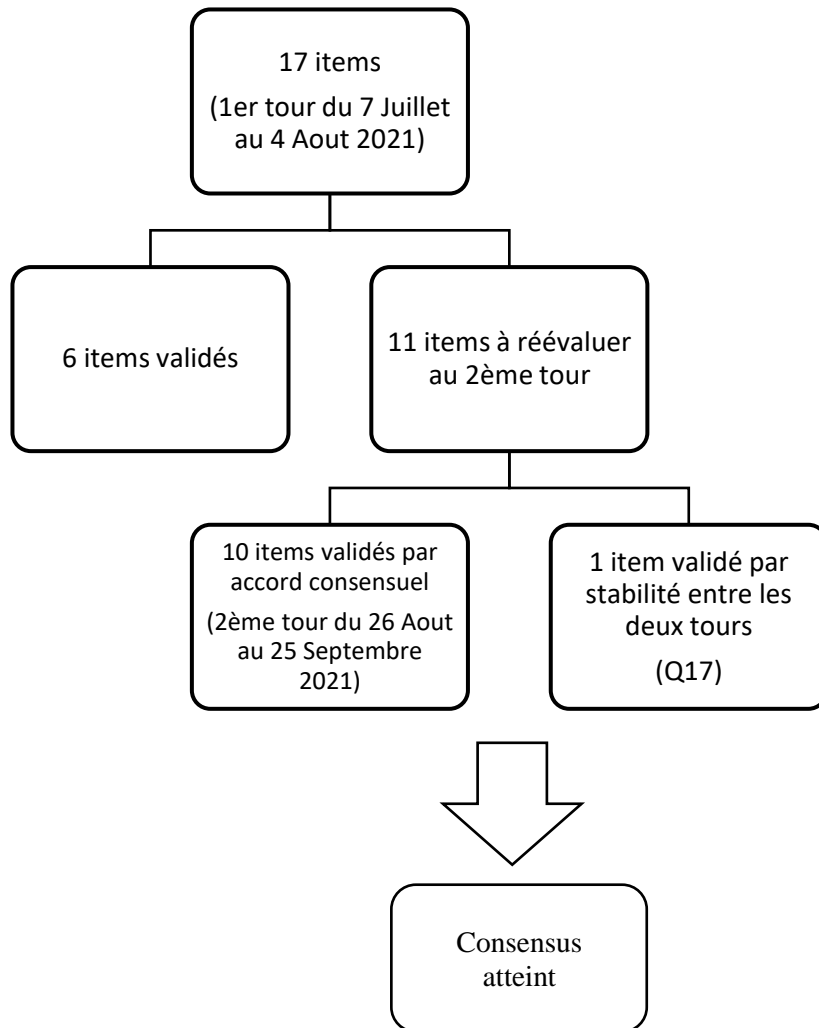 17 items
(1er tour du 7 Juillet
au 4 Aout 2021)
6 items validés
11 items à réévaluer
au 2ème tour
10 items validés par
accord consensuel
(2ème tour du 26 Aout
au 25 Septembre
2021)
1 item validé par
stabilité entre les
deux tours
(Q17)
Consensus
atteint